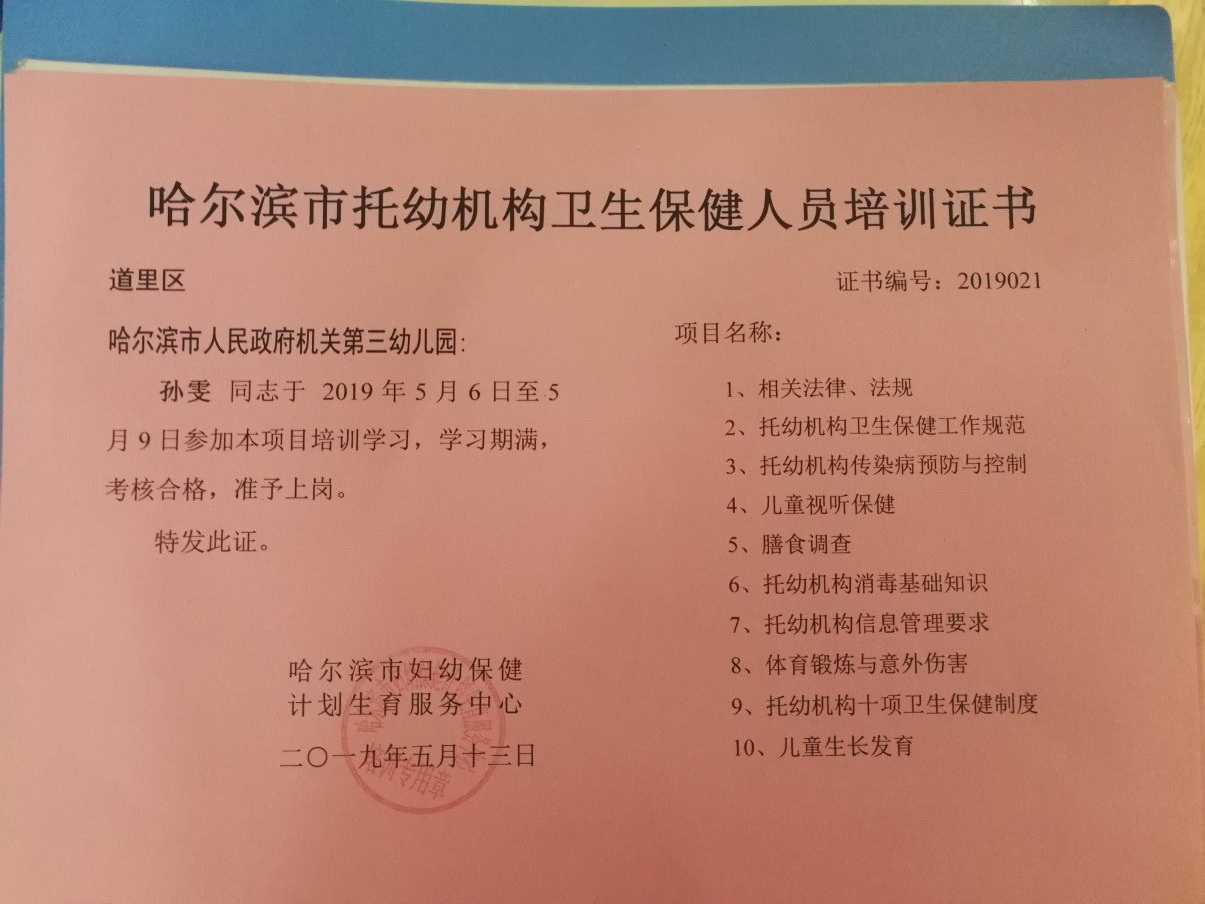 哈尔滨市托幼机构卫生保健人员培训证书
道里区
证书编号：2019021
哈尔滨市人民政府机关第三幼儿园：
孙雯 同志于 2019 年 5 月 6 日至 5
月 9 日参加本项目培训学习，学习期满，
考核合格，准予上岗。
特发此证。
哈尔滨市妇幼保健
计划生育服务中心
二〇一九年五月十三日
培训专用章
项目名称：
1、相关法律、法规
2、托幼机构卫生保健工作规范
3、托幼机构传染病预防与控制
4、儿童视听保健
5、膳食调查
6、托幼机构消毒基础知识
7、托幼机构信息管理要求
8、体育锻炼与意外伤害
9、托幼机构十项卫生保健制度
10、儿童生长发育